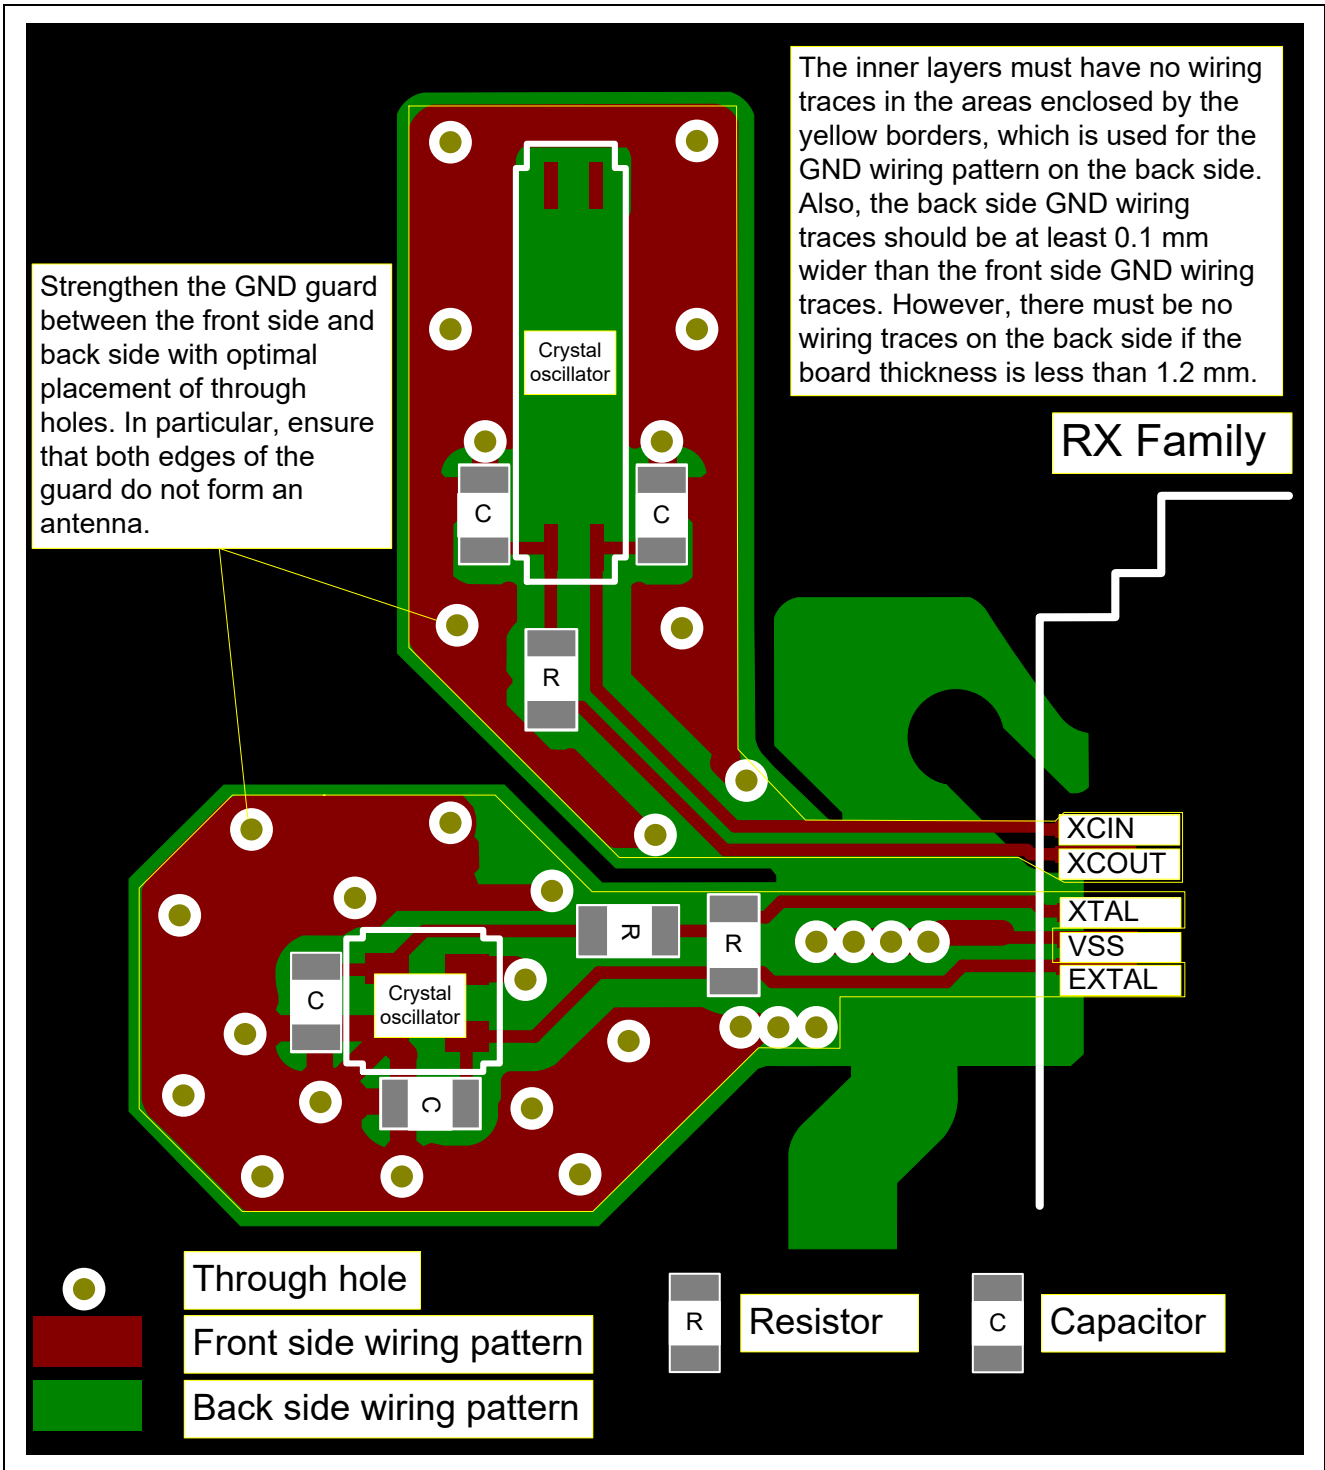 The inner layers must have no wiring
traces in the areas enclosed by the
yellow borders, which is used for the
GND wiring pattern on the back side.
Also, the back side GND wiring
traces should be at least 0.1 mm
wider than the front side GND wiring
traces. However, there must be no
wiring traces on the back side if the
board thickness is less than 1.2 mm.
Strengthen the GND guard
between the front side and
back side with optimal
placement of through
holes. In particular, ensure
that both edges of the
guard do not form an
antenna.
Crystal
oscillator
RX Family
C
C
R
XCIN
XCOUT
XTAL
VSS
EXTAL
R
R
C
Crystal
oscillator
C
Through hole
Front side wiring pattern
Back side wiring pattern
R
Resistor
C
Capacitor